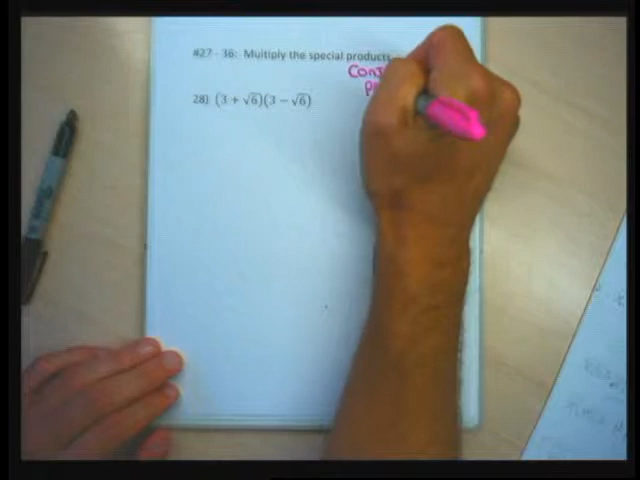 #27 - 36: Multiply the special products
28) (3 + √6)(3 − √6)